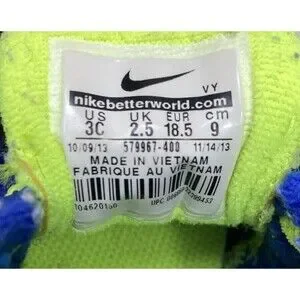 VY
nikebetterworld.com
US UK EUR cm
3C 2.5 18.5 9
10/09/13 579967-400 11/14/13
MADE IN VIETNAM
FABRIQUE AU VIETNAM
UPC